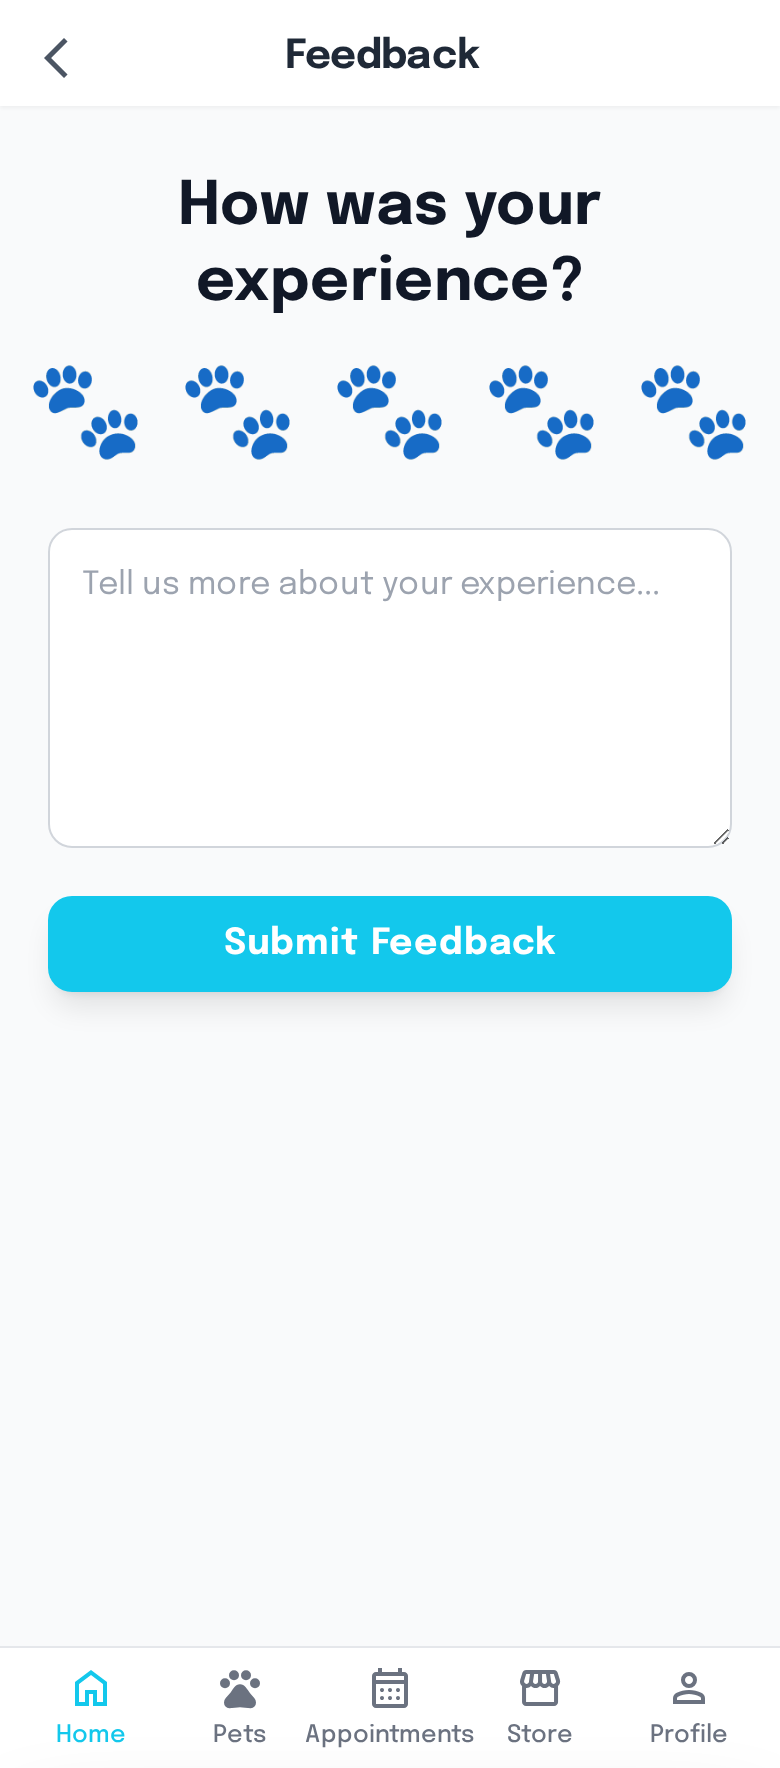 Feedback
How was your
experience?
Tell us more about your experience...
Submit Feedback
Home
Pets
Appointments
Store
Profile